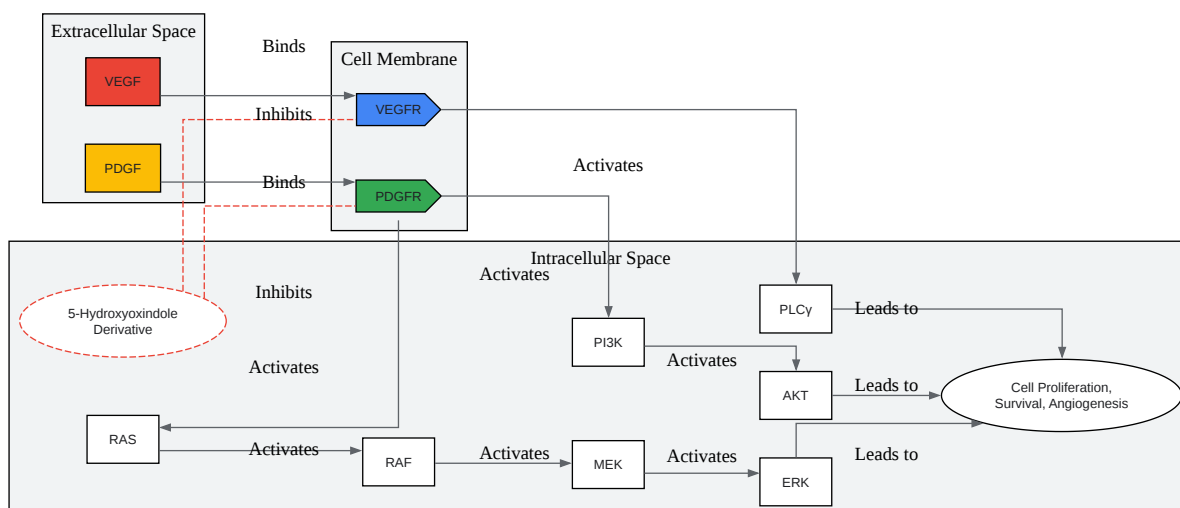 Extracellular Space
Binds
Cell Membrane
VEGF
VEGFR
Inhibits
PDGF
Activates
Binds
PDGFR
Intracellular Space
Activates
Inhibits
5-Hydroxyoxindole
Derivative
PLCγ
Leads to
PI3K
Activates
Activates
AKT
Leads to
Cell Proliferation,
Survival, Angiogenesis
RAS
Activates
RAF
Activates
MEK
Activates
ERK
Leads to